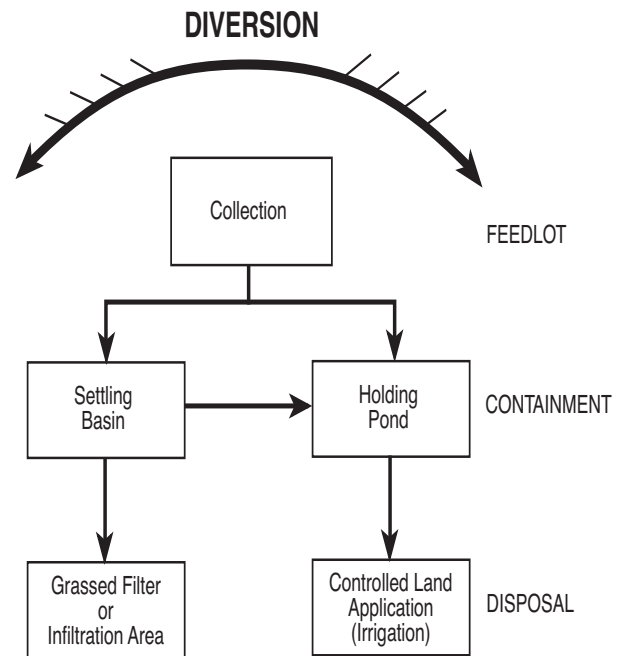 DIVERSION
Collection
FEEDLOT
Settling
Basin
Holding
Pond
CONTAINMENT
Grassed Filter
or
Infiltration Area
Controlled Land
Application
(Irrigation)
DISPOSAL